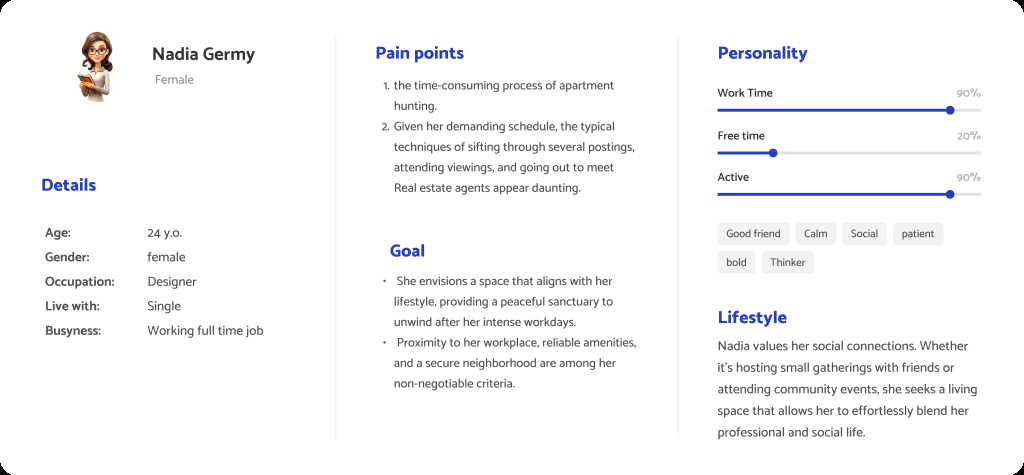 Nadia Germy
Female
Details
Age: 24 y.o.
Gender: female
Occupation: Designer
Live with: Single
Busyness: Working full time job
Pain points
1. the time-consuming process of apartment
hunting.
2. Given her demanding schedule, the typical
techniques of sifting through several postings,
attending viewings, and going out to meet
Real estate agents appear daunting.
Goal
• She envisions a space that aligns with her
lifestyle, providing a peaceful sanctuary to
unwind after her intense workdays.
• Proximity to her workplace, reliable amenities,
and a secure neighborhood are among her
non-negotiable criteria.
Personality
Work Time 90%
Free time 20%
Active 90%
Good friend Calm Social patient
bold Thinker
Lifestyle
Nadia values her social connections. Whether
it's hosting small gatherings with friends or
attending community events, she seeks a living
space that allows her to effortlessly blend her
professional and social life.